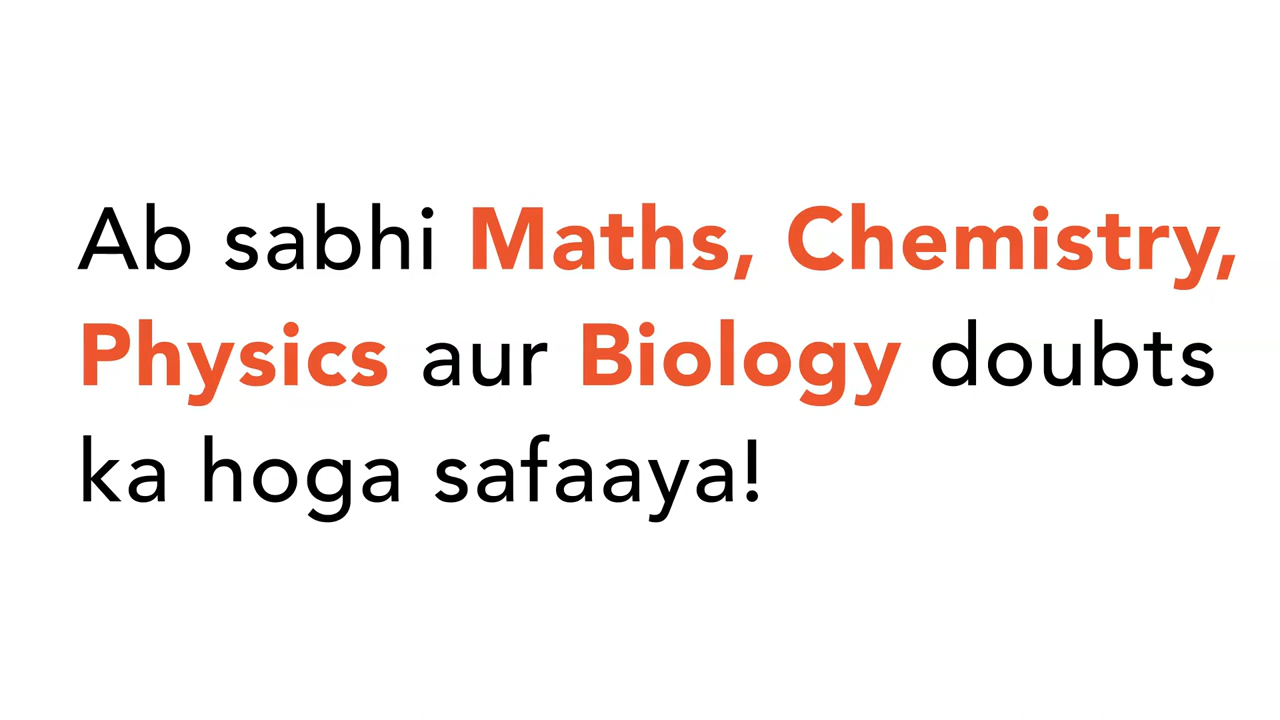 Ab sabhi Maths, Chemistry,
Physics aur Biology doubts
ka hoga safaaya!